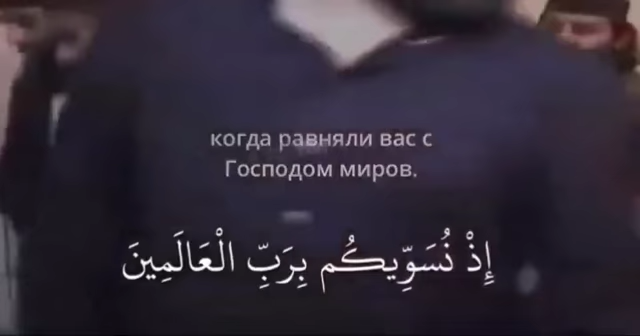 когда равняли вас с
Господом миров.
إِذْ نُسَوِّيكُم بِرَبِّ الْعَالَمِينَ